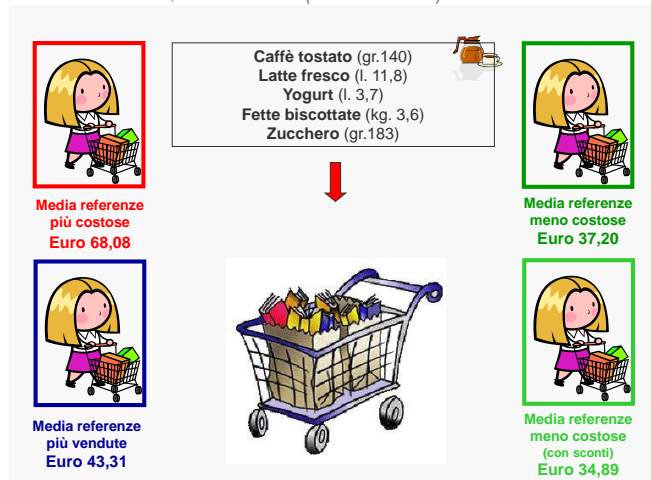 Caffè tostato (gr.140)
Latte fresco (l. 11,8)
Yogurt (l. 3,7)
Fette biscottate (kg. 3,6)
Zucchero (gr.183)
Media referenze
più costose
Euro 68,08
Media referenze
meno costose
Euro 37,20
Media referenze
più vendute
Euro 43,31
Media referenze
meno costose
(con sconti)
Euro 34,89